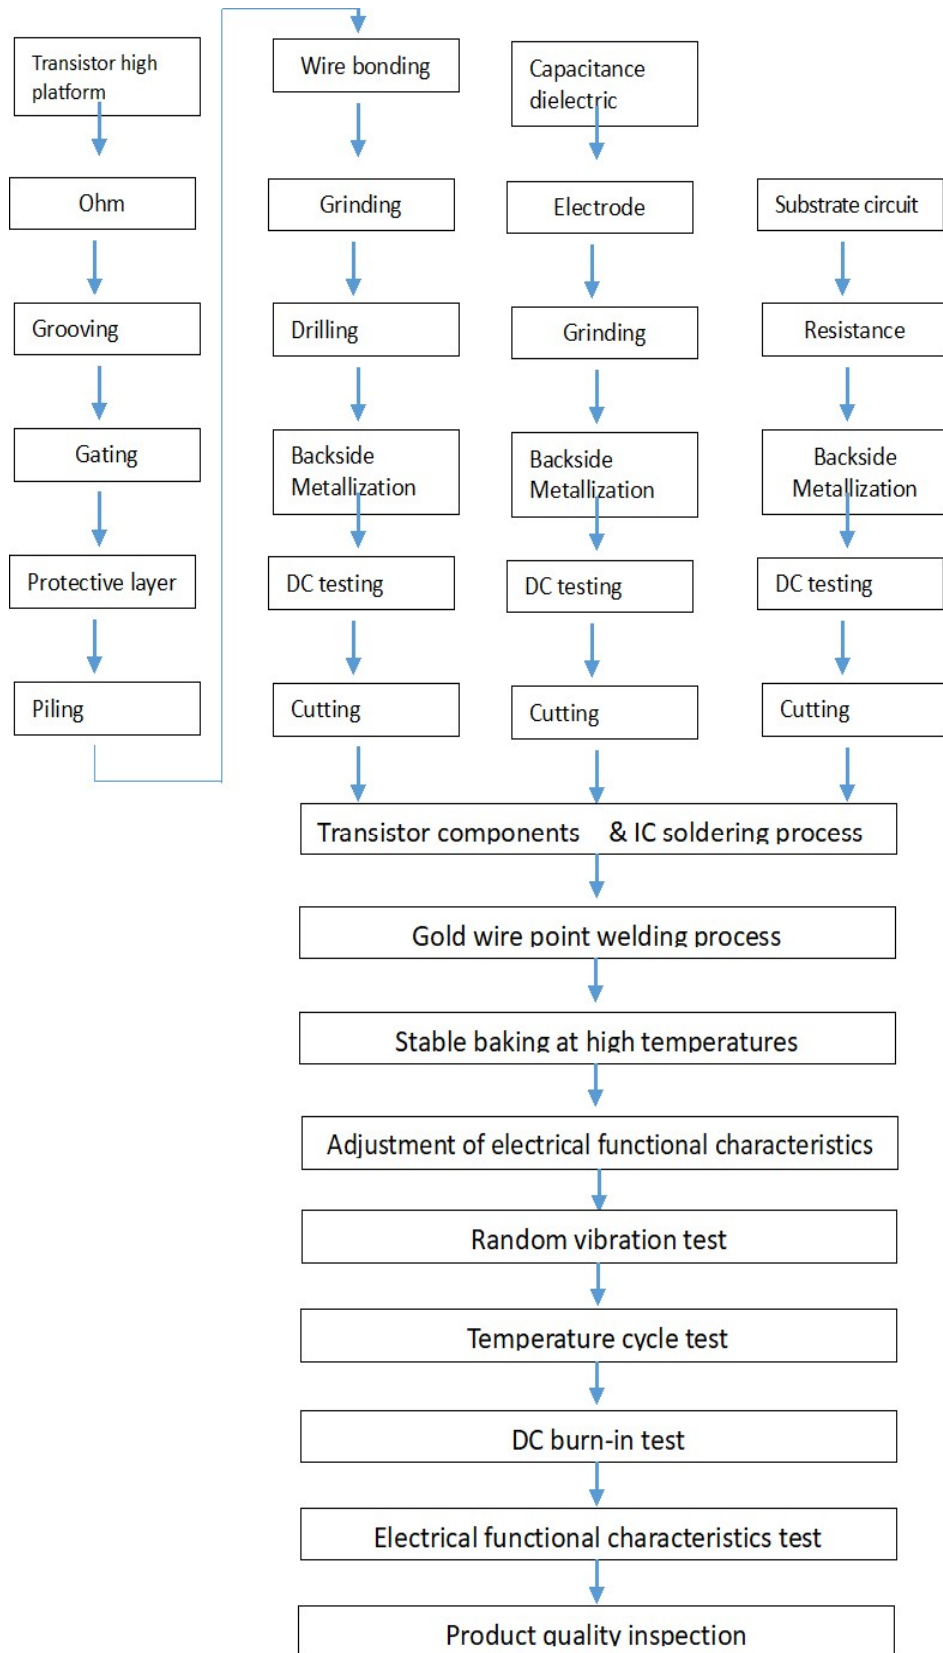 Transistor high
platform
Ohm
Grooving
Gating
Protective layer
Piling
Wire bonding
Grinding
Drilling
Backside
Metallization
DC testing
Cutting
Capacitance
dielectric
Electrode
Grinding
Backside
Metallization
DC testing
Cutting
Substrate circuit
Resistance
Backside
Metallization
DC testing
Cutting
Transistor components & IC soldering process
Gold wire point welding process
Stable baking at high temperatures
Adjustment of electrical functional characteristics
Random vibration test
Temperature cycle test
DC burn-in test
Electrical functional characteristics test
Product quality inspection